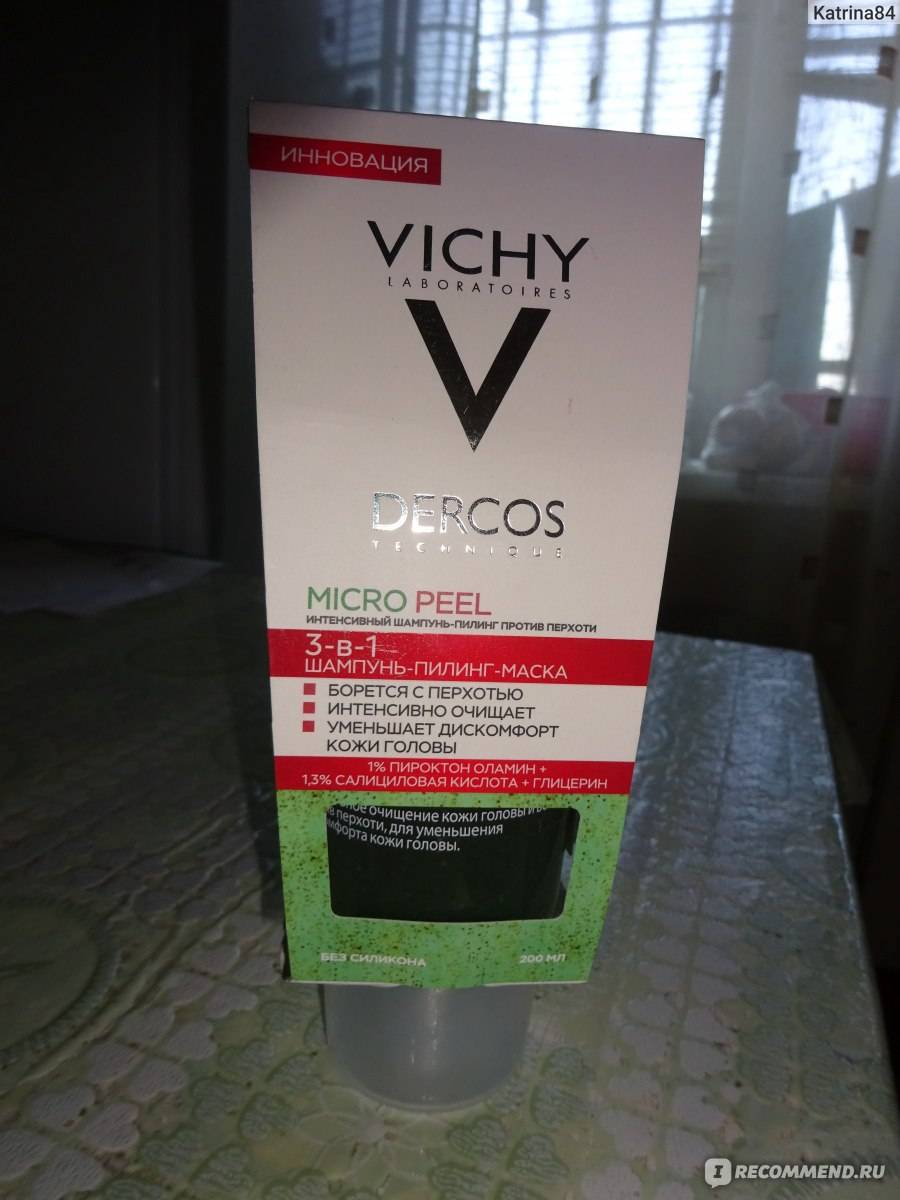 Katrina84
ИННОВАЦИЯ
VICHY
LABORATOIRES
V
DERCOS
TECHNIQUE
MICRO PEEL
ИНТЕНСИВНЫЙ ШАМПУНЬ-ПИЛИНГ ПРОТИВ ПЕРХОТИ
3-в-1
ШАМПУНЬ-ПИЛИНГ-МАСКА
БОРЕТСЯ С ПЕРХОТЬЮ
ИНТЕНСИВНО ОЧИЩАЕТ
УМЕНЬШАЕТ ДИСКОМФОРТ
КОЖИ ГОЛОВЫ
1% ПИРОКТОН ОЛАМИН +
1,3% САЛИЦИЛОВАЯ КИСЛОТА + ГЛИЦЕРИН
очищение кожи головы
перхоти, для уменьшения
кожи головы.
БЕЗ СИЛИКОНА 200 МЛ
IRECOMMEND.RU